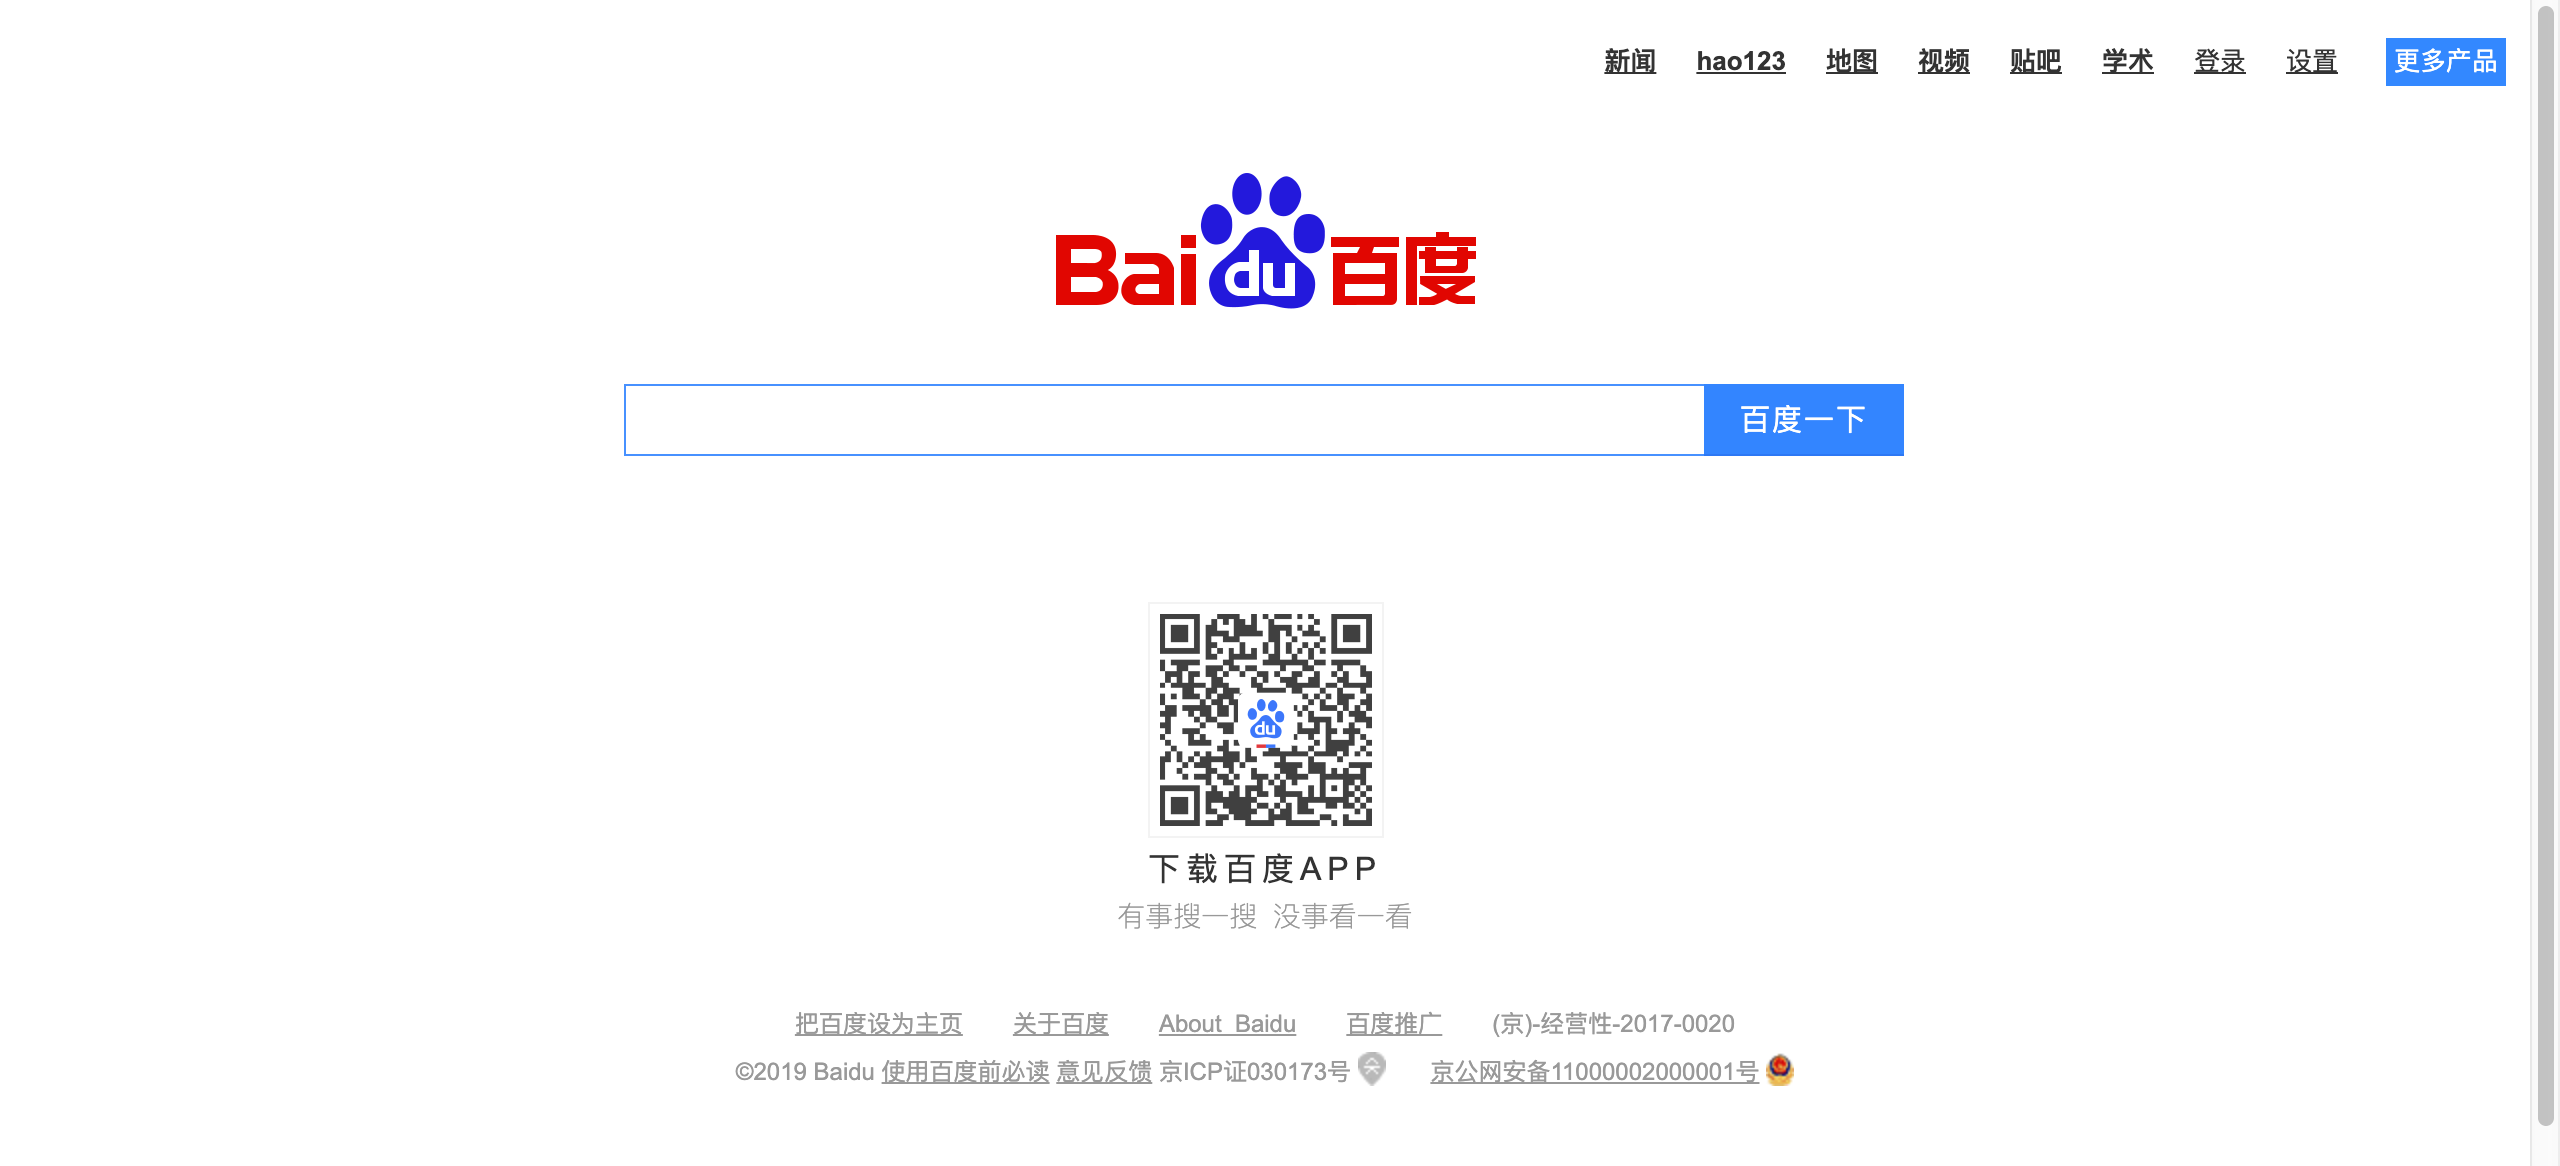 新闻 hao123 地图 视频 贴吧 学术 登录 设置 更多产品
Bai du 百度
百度一下
du
下载百度APP
有事搜一搜 没事看一看
把百度设为主页 关于百度 About Baidu 百度推广 (京)-经营性-2017-0020
©2019 Baidu 使用百度前必读 意见反馈 京ICP证030173号 京公网安备11000002000001号